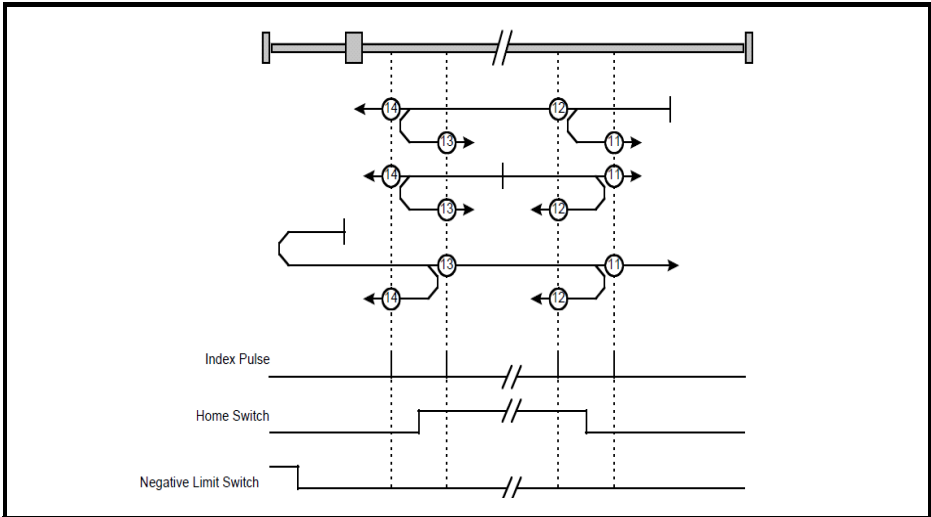 14 12
13 11
14 11
13 12
13 11
14 12
Index Pulse
Home Switch
Negative Limit Switch